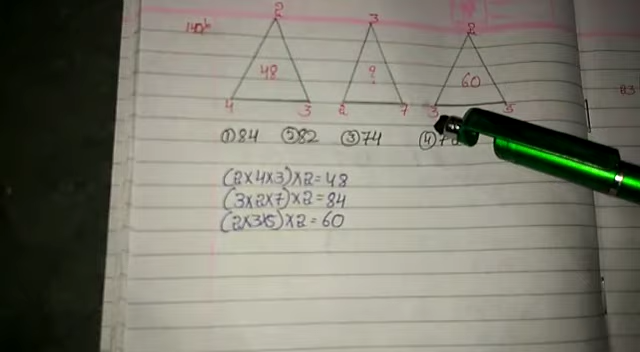 2 3 2
48 ? 60
4 3 2 7 3 5
①84 ②82 ③74 ④
(2×4×3)×2=48
(3×2×7)×2=84
(2×3×5)×2=60